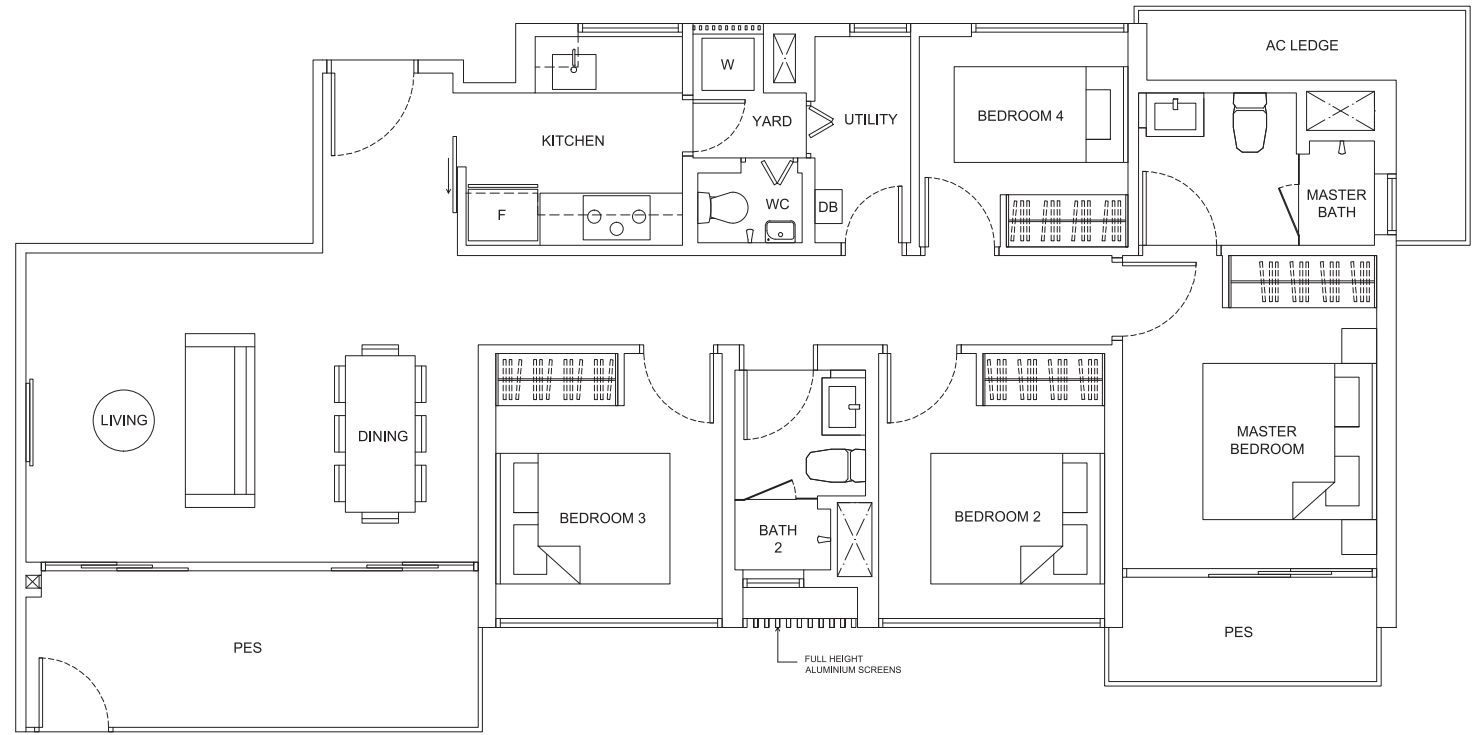 AC LEDGE
W
YARD
UTILITY
BEDROOM 4
KITCHEN
F
WC
DB
MASTER
BATH
LIVING
DINING
MASTER
BEDROOM
BEDROOM 3
BATH
2
BEDROOM 2
PES
PES
FULL HEIGHT
ALUMINIUM SCREENS